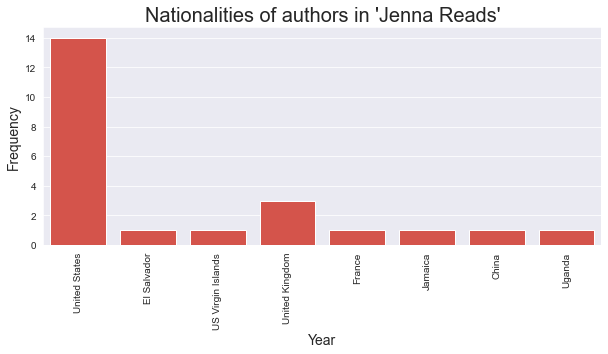 Nationalities of authors in 'Jenna Reads'
Frequency
14
12
10
8
6
4
2
0
United States
El Salvador
US Virgin Islands
United Kingdom
France
Jamaica
China
Uganda
Year